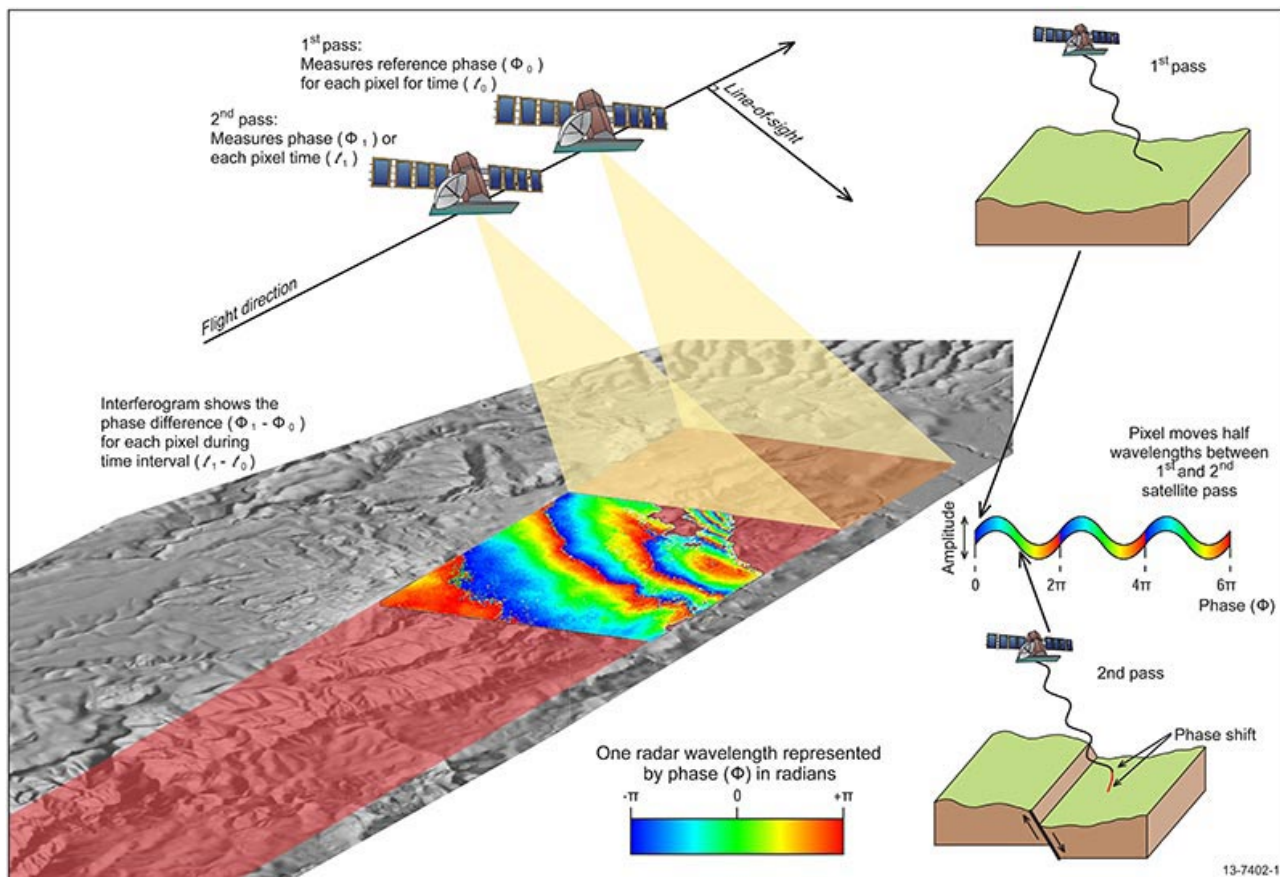 1st pass:
Measures reference phase (Φ0)
for each pixel for time (t0)
2nd pass:
Measures phase (Φ1) or
each pixel time (t1)
Line-of-sight
Flight direction
1st pass
Interferogram shows the
phase difference (Φ1 - Φ0)
for each pixel during
time interval (t1 - t0)
Pixel moves half
wavelengths between
1st and 2nd
satellite pass
Amplitude
0 2π 4π 6π
Phase (Φ)
2nd pass
Phase shift
One radar wavelength represented
by phase (Φ) in radians
-π 0 +π
13-7402-1